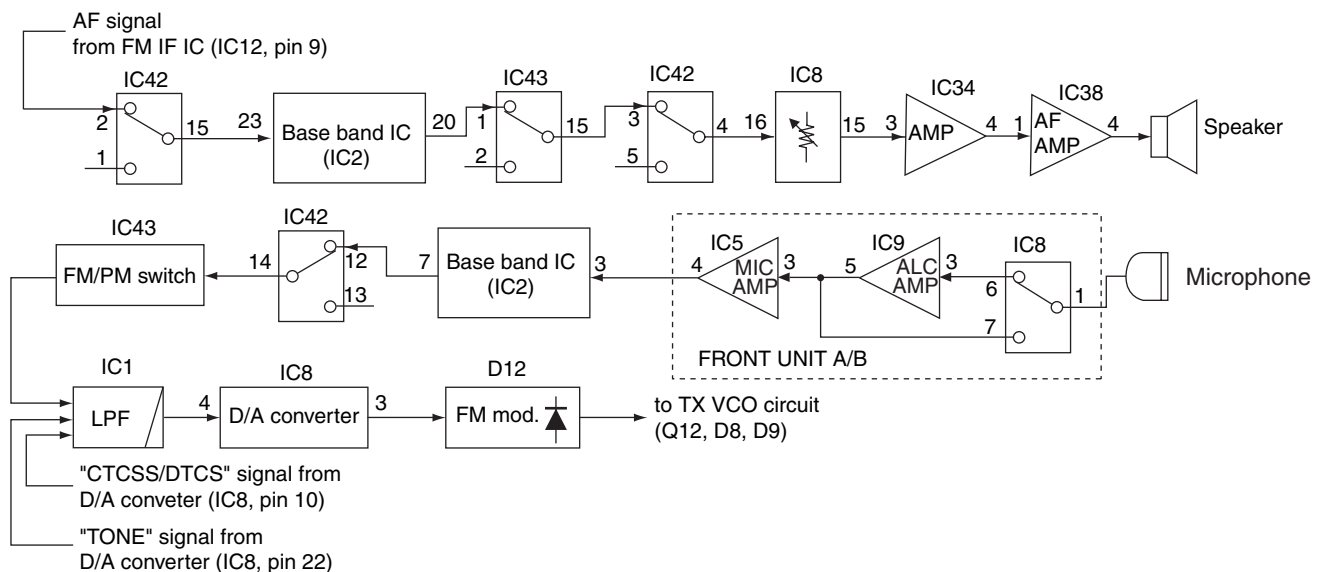 AF signal
from FM IF IC (IC12, pin 9)
IC42
2
1
15
23
Base band IC
(IC2)
20
IC43
1
2
15
IC42
3
5
4
16
IC8
15
3
IC34
AMP
4
1
IC38
AF
AMP
4
Speaker
IC43
FM/PM switch
14
IC42
12
13
7
Base band IC
(IC2)
3
4
IC5
MIC
AMP
3
5
IC9
ALC
AMP
3
IC8
6
7
1
Microphone
FRONT UNIT A/B
IC1
LPF
4
IC8
D/A converter
3
D12
FM mod.
to TX VCO circuit
(Q12, D8, D9)
"CTCSS/DTCS" signal from
D/A conveter (IC8, pin 10)
"TONE" signal from
D/A converter (IC8, pin 22)